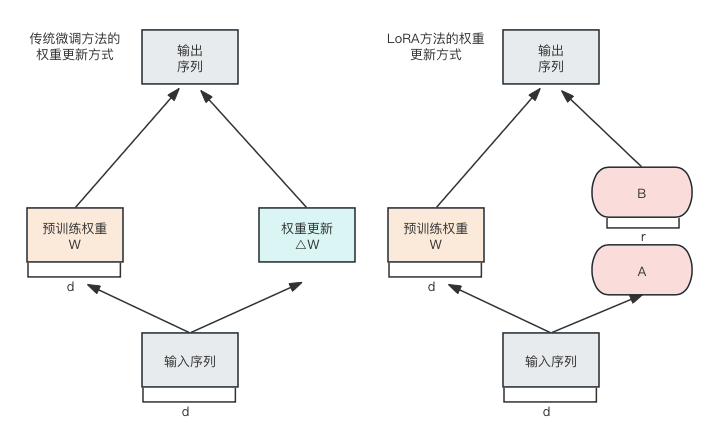 传统微调方法的
权重更新方式
输出
序列
预训练权重
W
d
权重更新
△W
输入序列
d
LoRA方法的权重
更新方式
输出
序列
预训练权重
W
d
B
r
A
输入序列
d